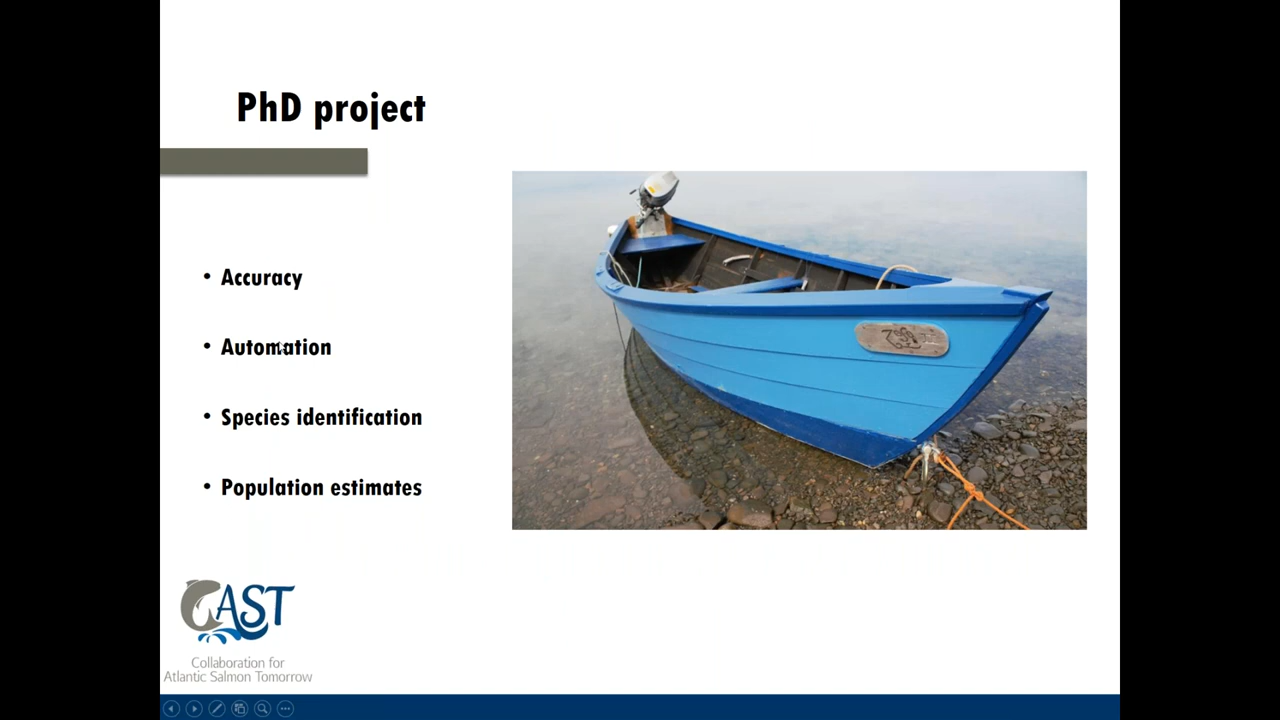 PhD project
• Accuracy
• Automation
• Species identification
• Population estimates
CAST
Collaboration for
Atlantic Salmon Tomorrow